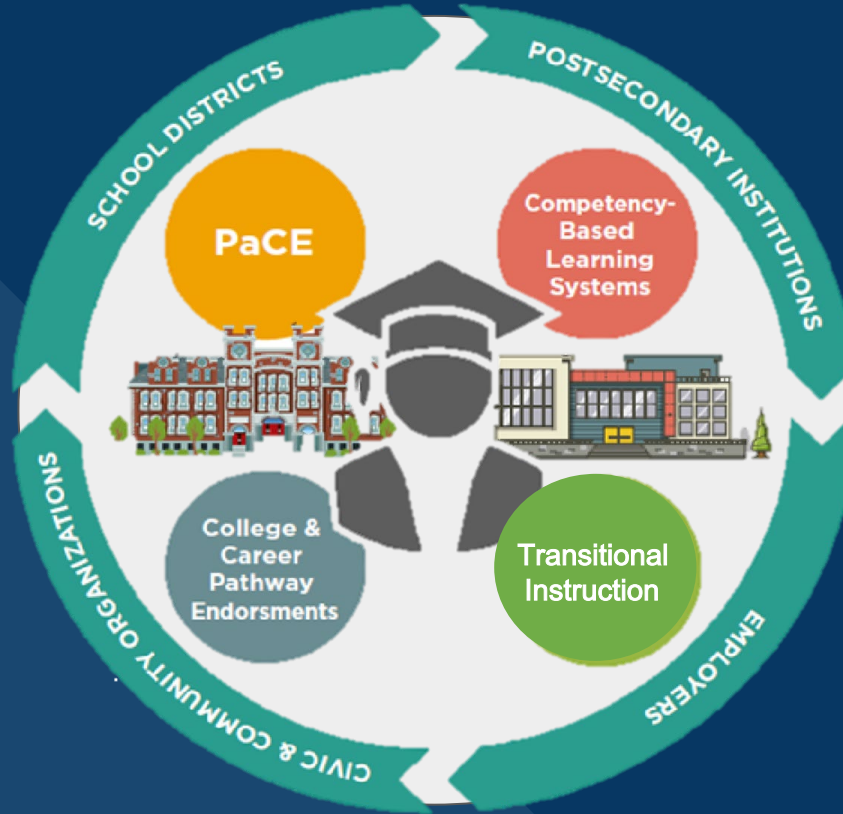 SCHOOL DISTRICTS
POSTSECONDARY INSTITUTIONS
PaCE
Competency-
Based
Learning
Systems
College &
Career
Pathway
Endorsments
Transitional
Instruction
CIVIC & COMMUNITY ORGANIZATIONS
EMPLOYERS